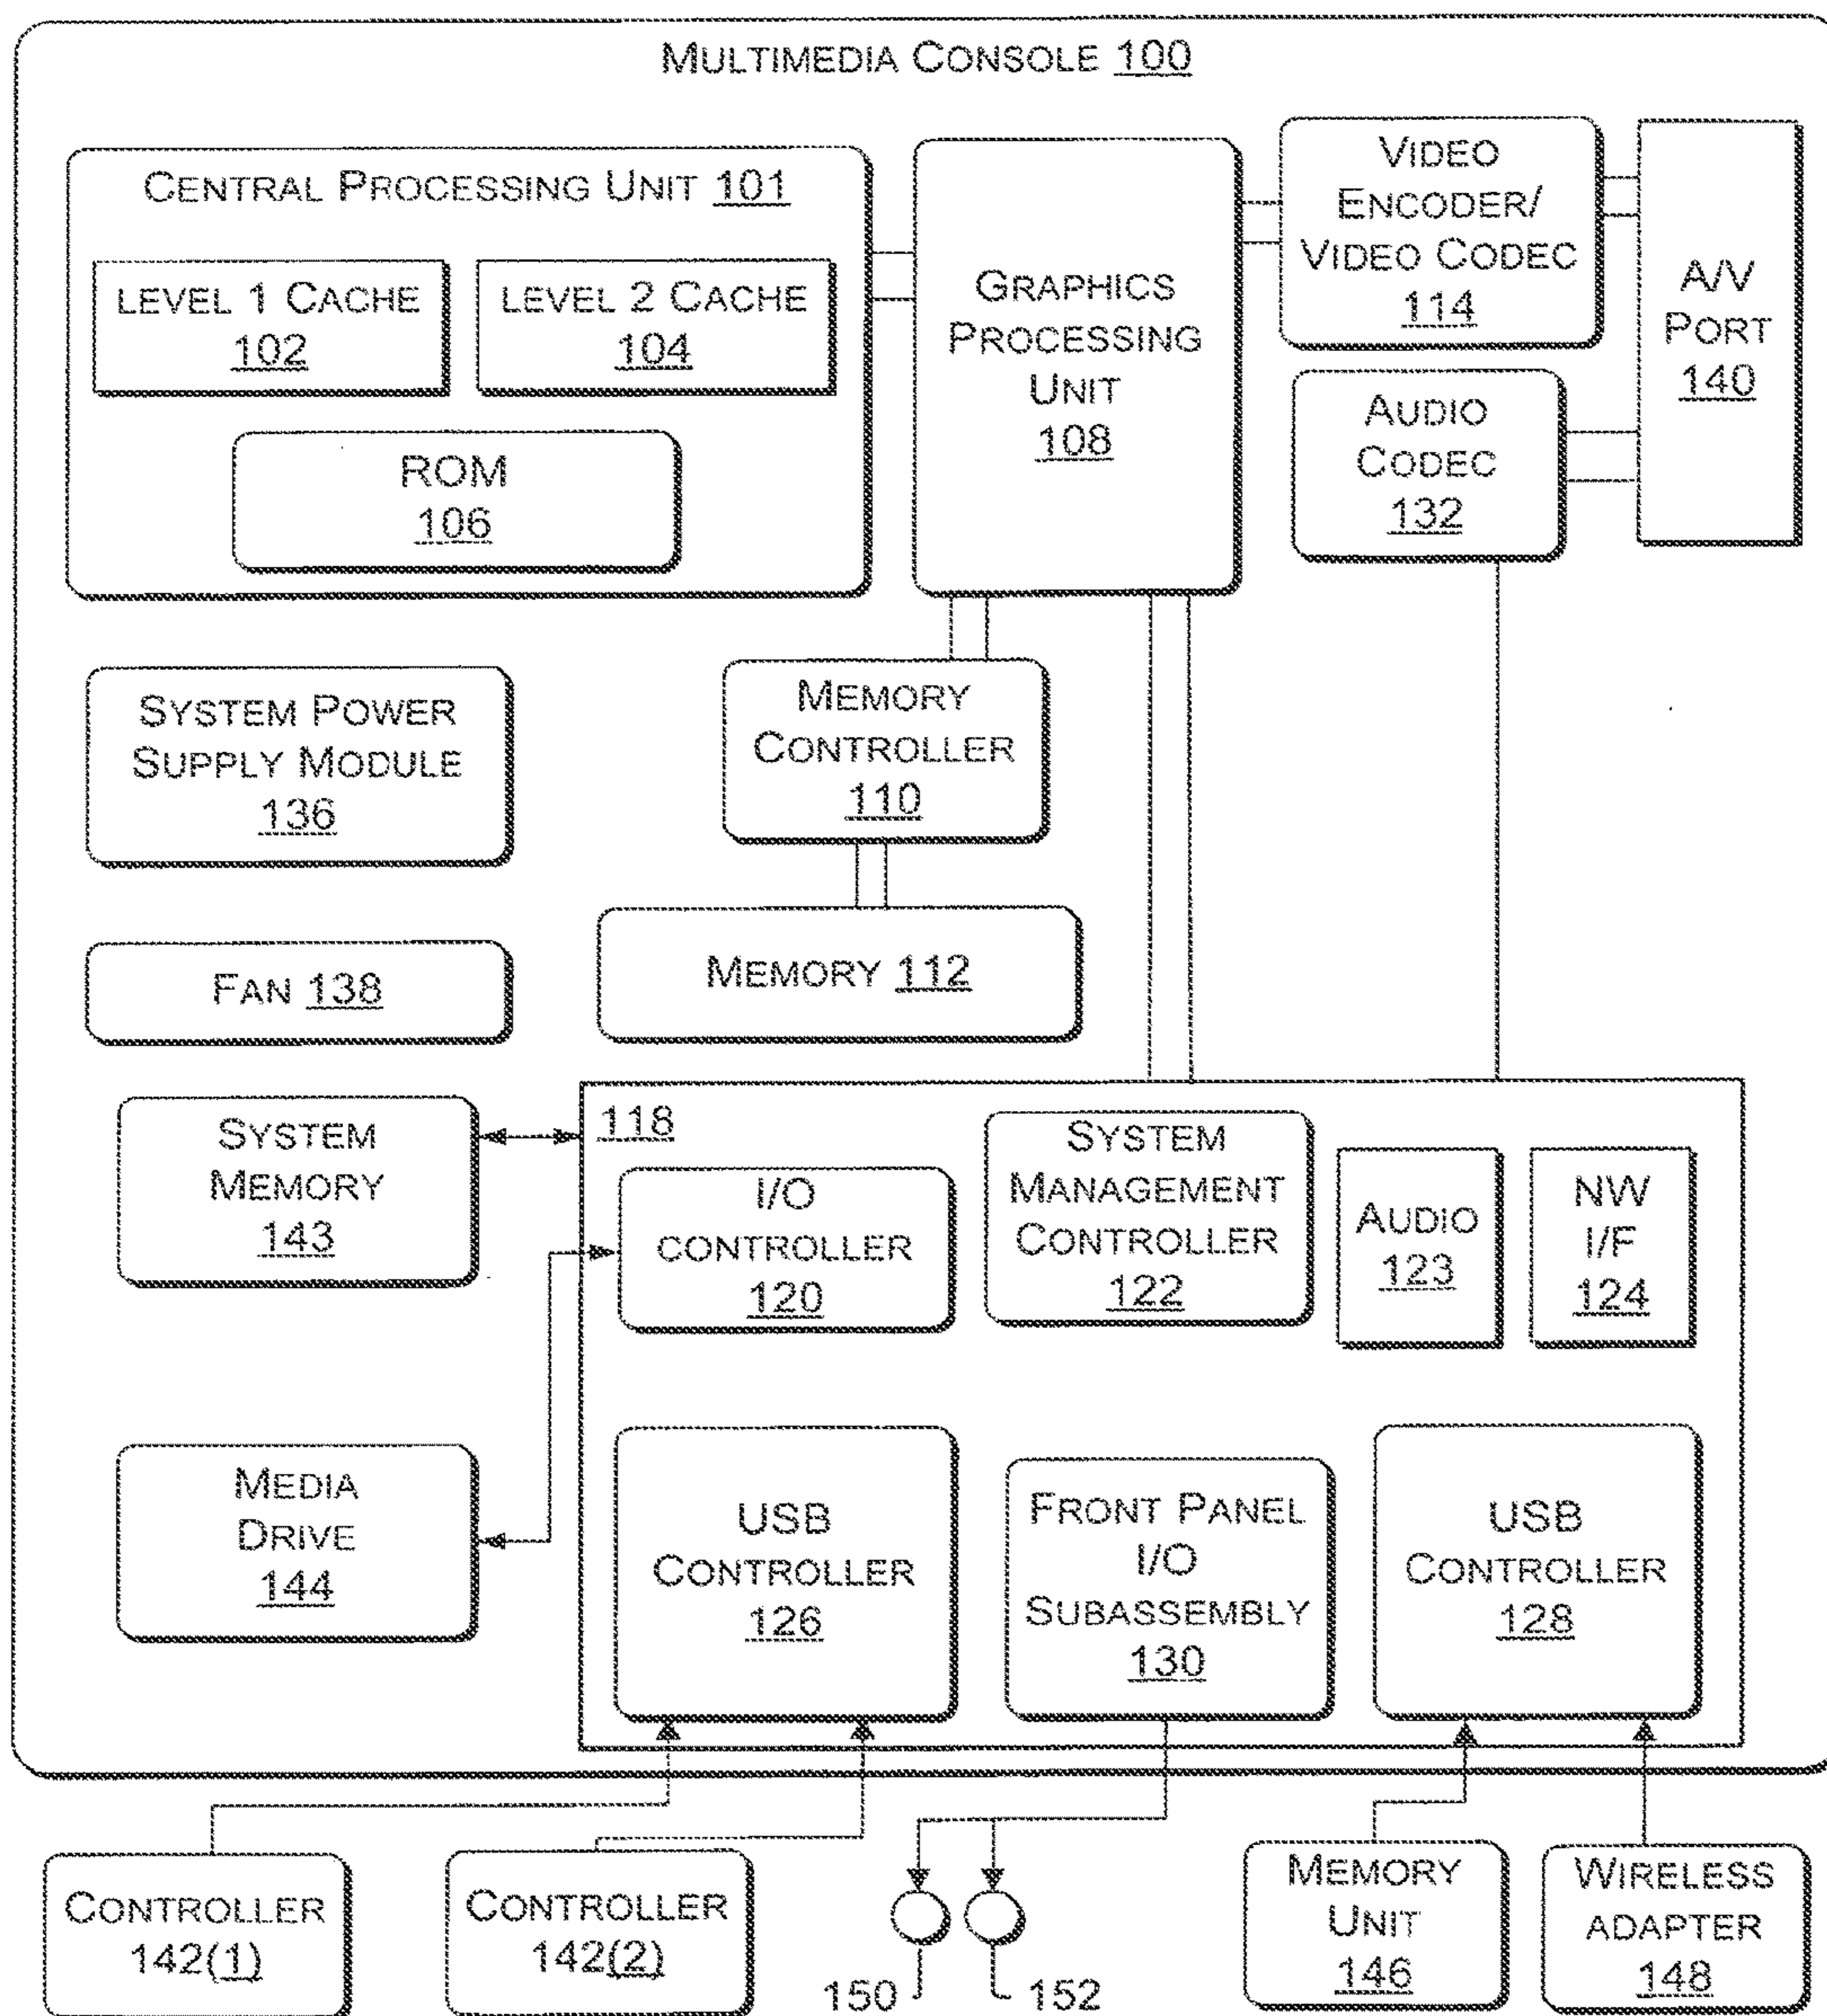 MULTIMEDIA CONSOLE 100
CENTRAL PROCESSING UNIT 101
LEVEL 1 CACHE
102
LEVEL 2 CACHE
104
ROM
106
GRAPHICS
PROCESSING
UNIT
108
VIDEO
ENCODER/
VIDEO CODEC
114
AUDIO
CODEC
132
A/V
PORT
140
SYSTEM POWER
SUPPLY MODULE
136
MEMORY
CONTROLLER
110
FAN 138
MEMORY 112
SYSTEM
MEMORY
143
118
I/O
CONTROLLER
120
SYSTEM
MANAGEMENT
CONTROLLER
122
AUDIO
123
NW
I/F
124
MEDIA
DRIVE
144
USB
CONTROLLER
126
FRONT PANEL
I/O
SUBASSEMBLY
130
USB
CONTROLLER
128
CONTROLLER
142(1)
CONTROLLER
142(2)
150
152
MEMORY
UNIT
146
WIRELESS
ADAPTER
148